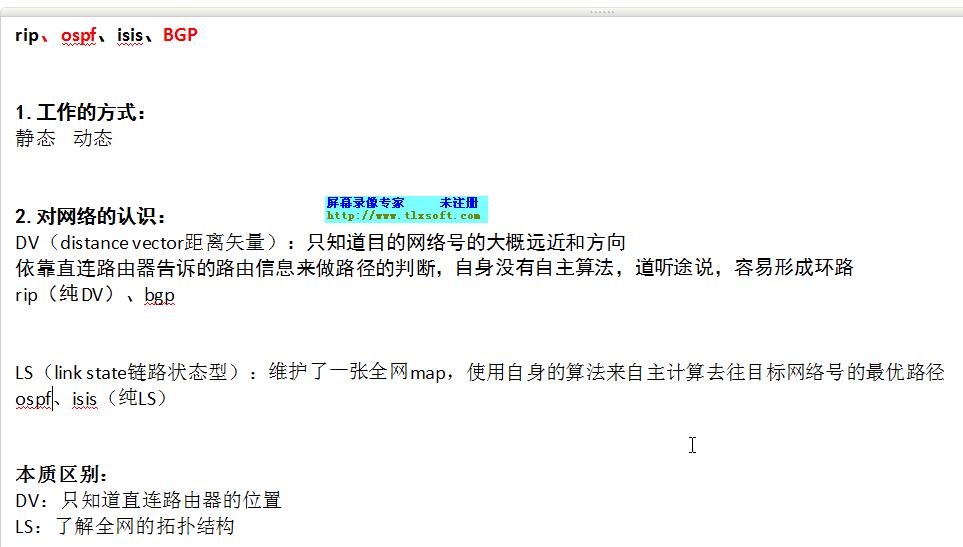 rip、ospf、isis、BGP
1.工作的方式：
静态 动态
屏幕录像专家 未注册
http://www.tlxsoft.com
2.对网络的认识：
DV（distance vector距离矢量）：只知道目的网络号的大概远近和方向
依靠直连路由器告诉的路由信息来做路径的判断，自身没有自主算法，道听途说，容易形成环路
rip（纯DV）、bgp
LS（link state链路状态型）：维护了一张全网map，使用自身的算法来自主计算去往目标网络号的最优路径
ospf、isis（纯LS）
本质区别：
DV：只知道直连路由器的位置
LS：了解全网的拓扑结构